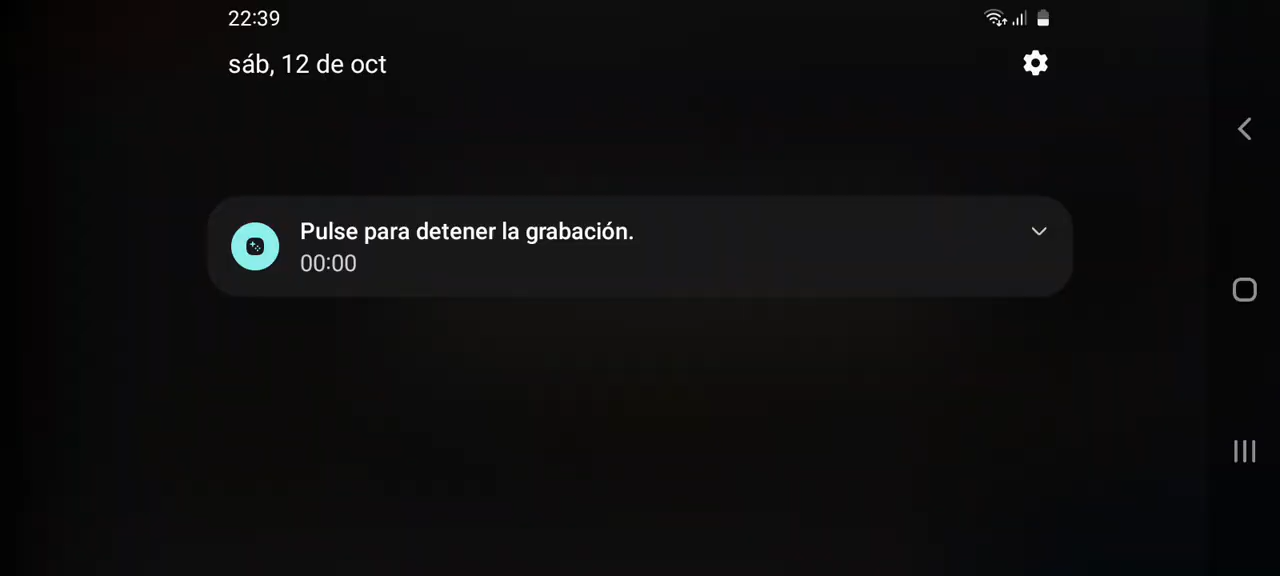 22:39
sáb, 12 de oct
Pulse para detener la grabación.
00:00